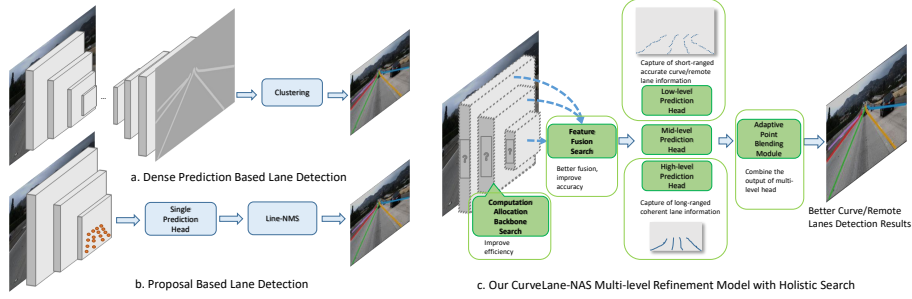 ...
Clustering
a. Dense Prediction Based Lane Detection
Single
Prediction
Head
Line-NMS
b. Proposal Based Lane Detection
?
?
?
Computation
Allocation
Backbone
Search
Improve
efficiency
Feature
Fusion
Search
Better fusion,
improve
accuracy
Capture of short-ranged
accurate curve/remote
lane information
Low-level
Prediction
Head
Mid-level
Prediction
Head
High-level
Prediction
Head
Capture of long-ranged
coherent lane information
Adaptive
Point
Blending
Module
Combine the
output of multi-
level head
Better Curve/Remote
Lanes Detection Results
c. Our CurveLane-NAS Multi-level Refinement Model with Holistic Search